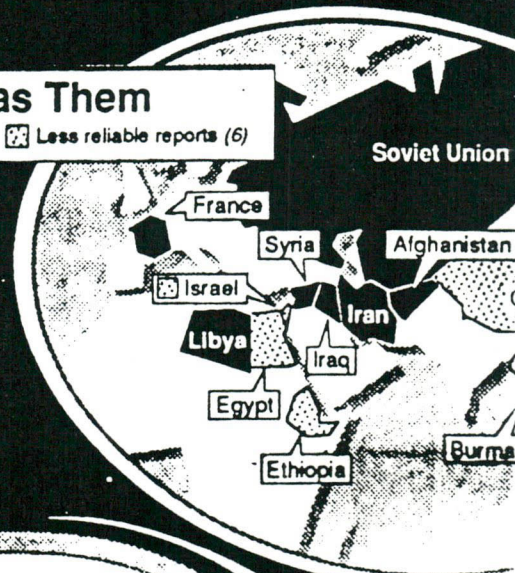 as Them
Less reliable reports (6)
Soviet Union
France
Syria
Afghanistan
Israel
Iran
Libya
Iraq
Egypt
Burma
Ethiopia